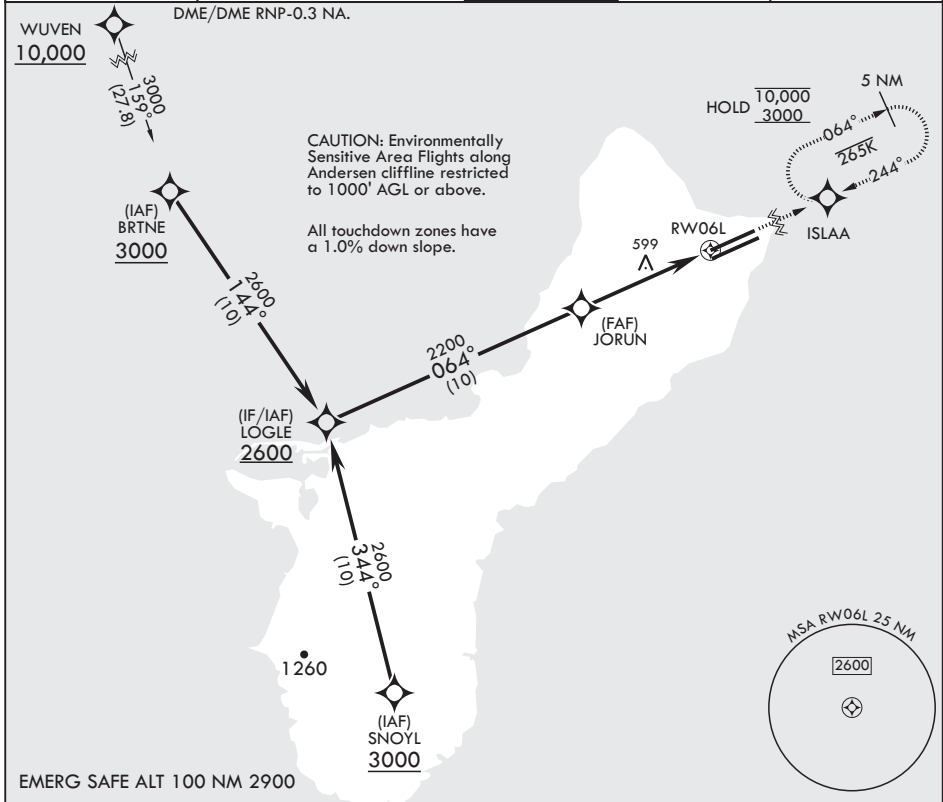 DME/DME RNP-0.3 NA.
WUVEN
10,000
3000
159°
(27.8)
(IAF)
BRTNE
3000
CAUTION: Environmentally
Sensitive Area Flights along
Andersen cliffline restricted
to 1000' AGL or above.
All touchdown zones have
a 1.0% down slope.
HOLD
10,000
3000
5 NM
064°
265K
244°
ISLAA
RW06L
599
(FAF)
JORUN
2600
144°
(10)
2200
064°
(10)
(IF/IAF)
LOGLE
2600
2600
344°
(10)
1260
(IAF)
SNOYL
3000
MSA RW06L 25 NM
2600
EMERG SAFE ALT 100 NM 2900